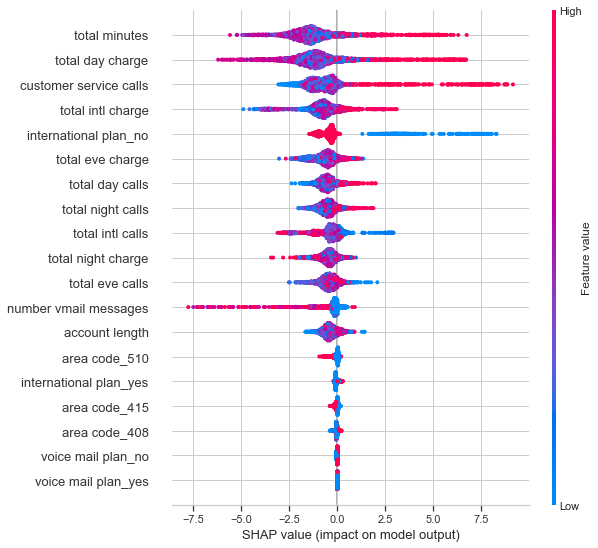 High
total minutes
total day charge
customer service calls
total intl charge
international plan_no
total eve charge
total day calls
total night calls
total intl calls
total night charge
total eve calls
number vmail messages
account length
area code_510
international plan_yes
area code_415
area code_408
voice mail plan_no
voice mail plan_yes
Feature value
Low
−7.5 −5.0 −2.5 0.0 2.5 5.0 7.5
SHAP value (impact on model output)